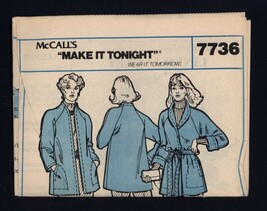 McCALL'S
"MAKE IT TONIGHT"
WEAR IT TOMORROW!
7736